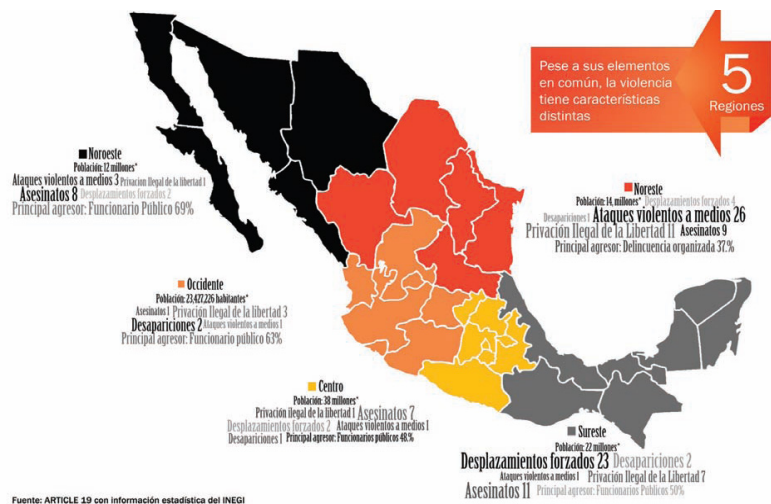 Pese a sus elementos
en común, la violencia
tiene características
distintas
5
Regiones
Noroeste
Población: 12 millones*
Ataques violentos a medios 3 Privación Ilegal de la libertad 1
Asesinatos 8 Desplazamientos forzados 2
Principal agresor: Funcionario Público 69%
Noreste
Población: 14, millones* Desplazamientos forzados 4
Desapariciones 1 Ataques violentos a medios 26
Privación Ilegal de la Libertad 11 Asesinatos 9
Principal agresor: Delincuencia organizada 37.%
Occidente
Población: 23,427,226 habitantes*
Asesinatos 1 Privación Ilegal de la libertad 3
Desapariciones 2 Ataques violentos a medios 1
Principal agresor: Funcionario público 63%
Centro
Población: 38 millones*
Privación ilegal de la libertad 1 Asesinatos 7
Desplazamientos forzados 2 Ataques violentos a medios 1
Desapariciones 1 Principal agresor: Funcionarios públicos 48.%
Sureste
Población: 22 millones*
Desplazamientos forzados 23 Desapariciones 2
Ataques violentos a medios 1 Privación Ilegal de la Libertad 7
Asesinatos 11 Principal agresor: Funcionarios Públicos 50%
Fuente: ARTICLE 19 con información estadística del INEGI